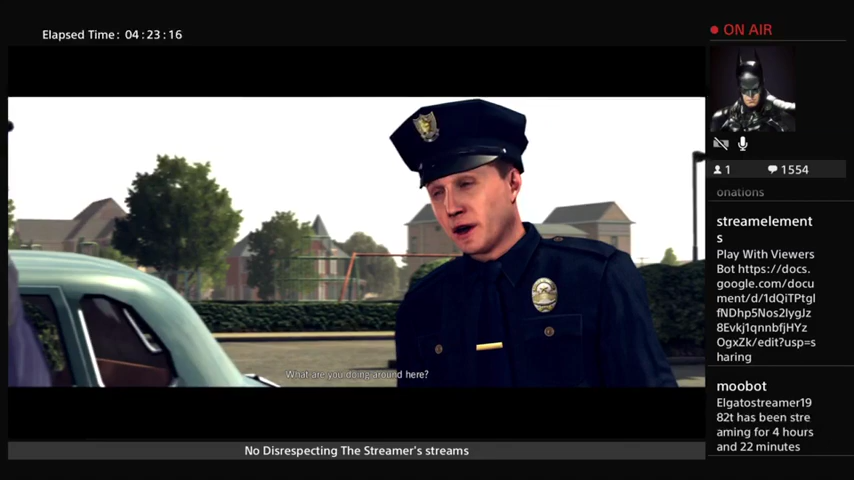 Elapsed Time: 04:23:16
ON AIR
1 1554
onations
streamelement
s
Play With Viewers
Bot https://docs.
google.com/docu
ment/d/1dQiTPtgl
fNDhp5Nos2lygJz
8Evkj1qnnbfjHYz
OgxZk/edit?usp=s
haring
What are you doing around here?
moobot
Elgatostreamer19
82t has been stre
aming for 4 hours
and 22 minutes
No Disrespecting The Streamer's streams